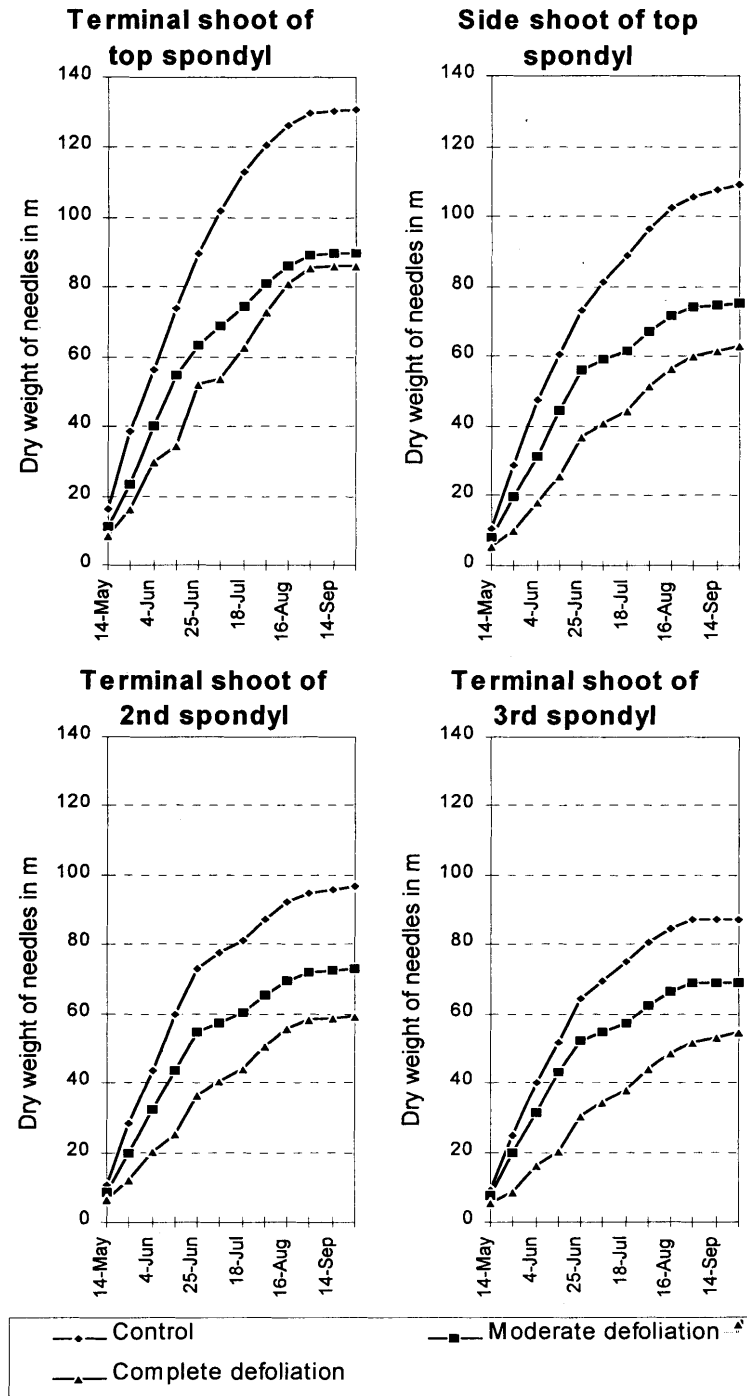 Terminal shoot of
top spondyl
Dry weight of needles in m
140
120
100
80
60
40
20
0
14-May
4-Jun
25-Jun
18-Jul
16-Aug
14-Sep
Side shoot of top
spondyl
Dry weight of needles in m
140
120
100
80
60
40
20
0
14-May
4-Jun
25-Jun
18-Jul
16-Aug
14-Sep
Terminal shoot of
2nd spondyl
Dry weight of needles in m
140
120
100
80
60
40
20
0
14-May
4-Jun
25-Jun
18-Jul
16-Aug
14-Sep
Terminal shoot of
3rd spondyl
Dry weight of needles in m
140
120
100
80
60
40
20
0
14-May
4-Jun
25-Jun
18-Jul
16-Aug
14-Sep
Control
Moderate defoliation
Complete defoliation